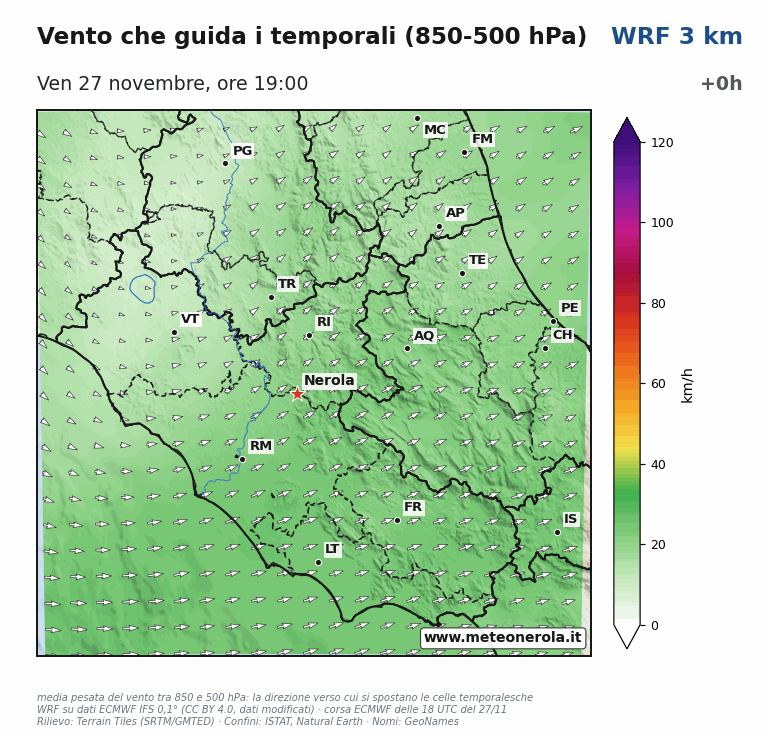 Vento che guida i temporali (850-500 hPa) WRF 3 km
Ven 27 novembre, ore 19:00 +0h
MC
FM
PG
AP
TE
TR
PE
VT
RI
AQ
CH
Nerola
RM
FR
IS
LT
www.meteonerola.it
120
100
80
60
40
20
0
km/h
media pesata del vento tra 850 e 500 hPa: la direzione verso cui si spostano le celle temporalesche
WRF su dati ECMWF IFS 0,1° (CC BY 4.0, dati modificati) · corsa ECMWF delle 18 UTC del 27/11
Rilievo: Terrain Tiles (SRTM/GMTED) · Confini: ISTAT, Natural Earth · Nomi: GeoNames